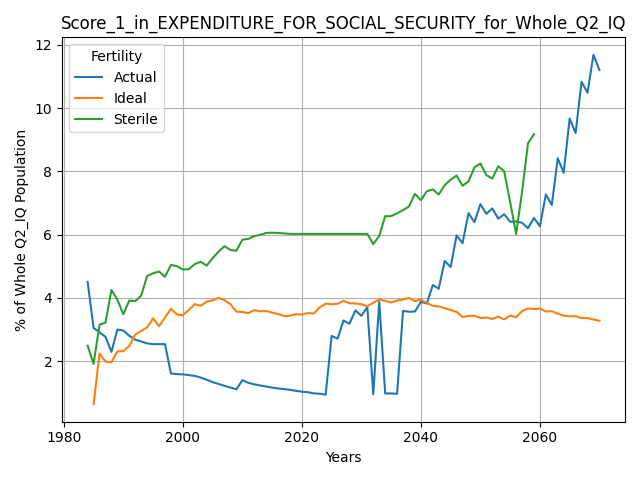 Score_1_in_EXPENDITURE_FOR_SOCIAL_SECURITY_for_Whole_Q2_IQ
% of Whole Q2_IQ Population
12
10
8
6
4
2
Fertility
Actual
Ideal
Sterile
1980 2000 2020 2040 2060
Years